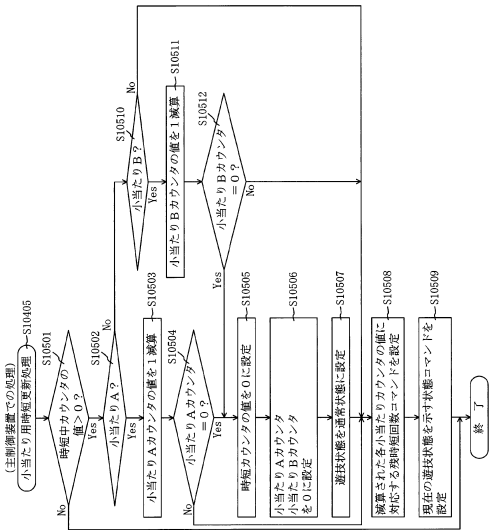 (主制御装置での処理)
小当たり用時短更新処理
S10405
時短中カウンタの
値>0?
S10501
No
Yes
小当たりA?
S10502
No
Yes
小当たりAカウンタの値を1減算
S10503
小当たりAカウンタ
=0?
S10504
No
Yes
小当たりB?
S10510
No
Yes
小当たりBカウンタの値を1減算
S10511
小当たりBカウンタ
=0?
S10512
No
Yes
時短カウンタの値を0に設定
S10505
小当たりAカウンタ
小当たりBカウンタ
を0に設定
S10506
遊技状態を通常状態に設定
S10507
減算された各小当たりカウンタの値に
対応する残時短回数コマンドを設定
S10508
現在の遊技状態を示す状態コマンドを
設定
S10509
終了